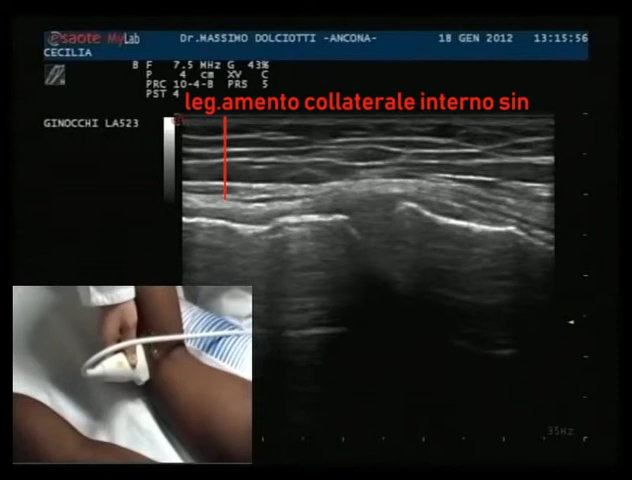 esaote MyLab Dr.MASSIMO DOLCIOTTI -ANCONA- 18 GEN 2012 13:15:56
CECILIA
B F 7.5 MHz G 43%
P 4 cm XV C
PRC 10-4-B PRS 5
PST 4
leg.amento collaterale interno sin
GINOCCHI LA523
35Hz